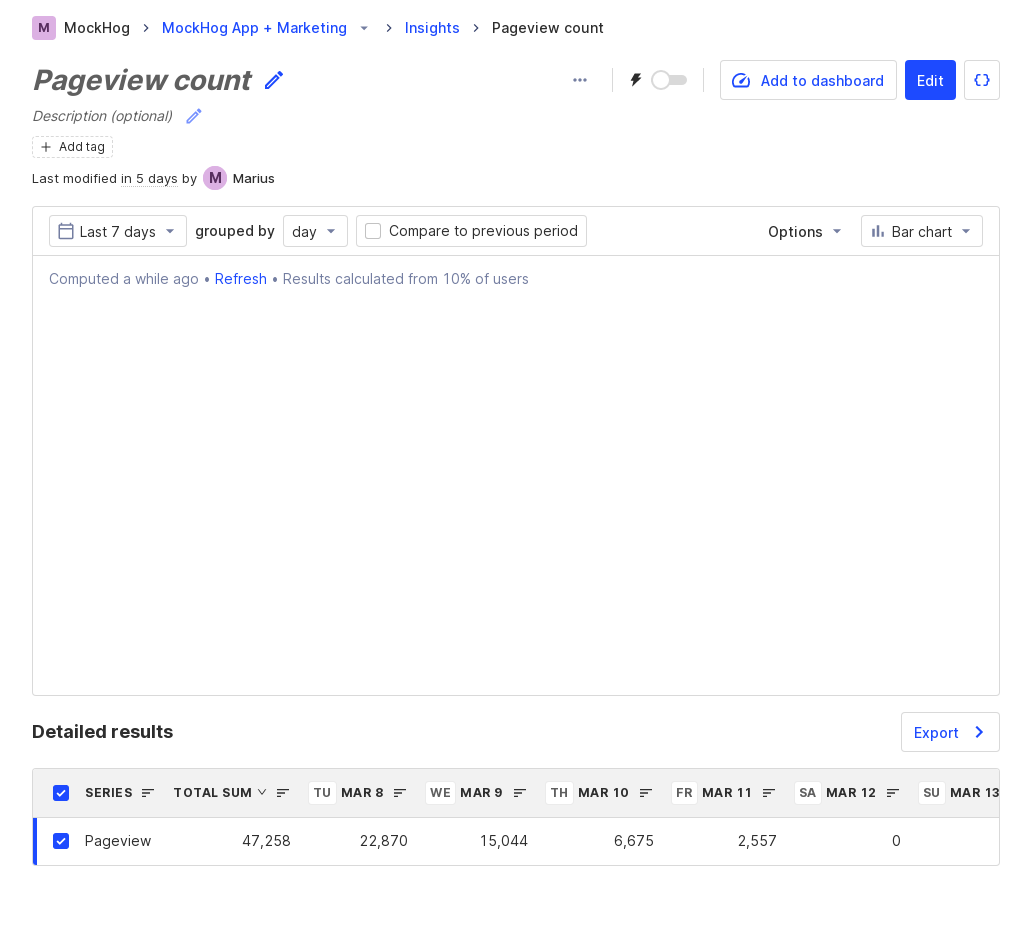 M MockHog MockHog App + Marketing Insights Pageview count
Pageview count
Add to dashboard Edit
Description (optional)
Add tag
Last modified in 5 days by M Marius
Last 7 days grouped by day Compare to previous period Options Bar chart
Computed a while ago • Refresh • Results calculated from 10% of users
Detailed results Export
SERIES TOTAL SUM TU MAR 8 WE MAR 9 TH MAR 10 FR MAR 11 SA MAR 12 SU MAR 13
Pageview 47,258 22,870 15,044 6,675 2,557 0